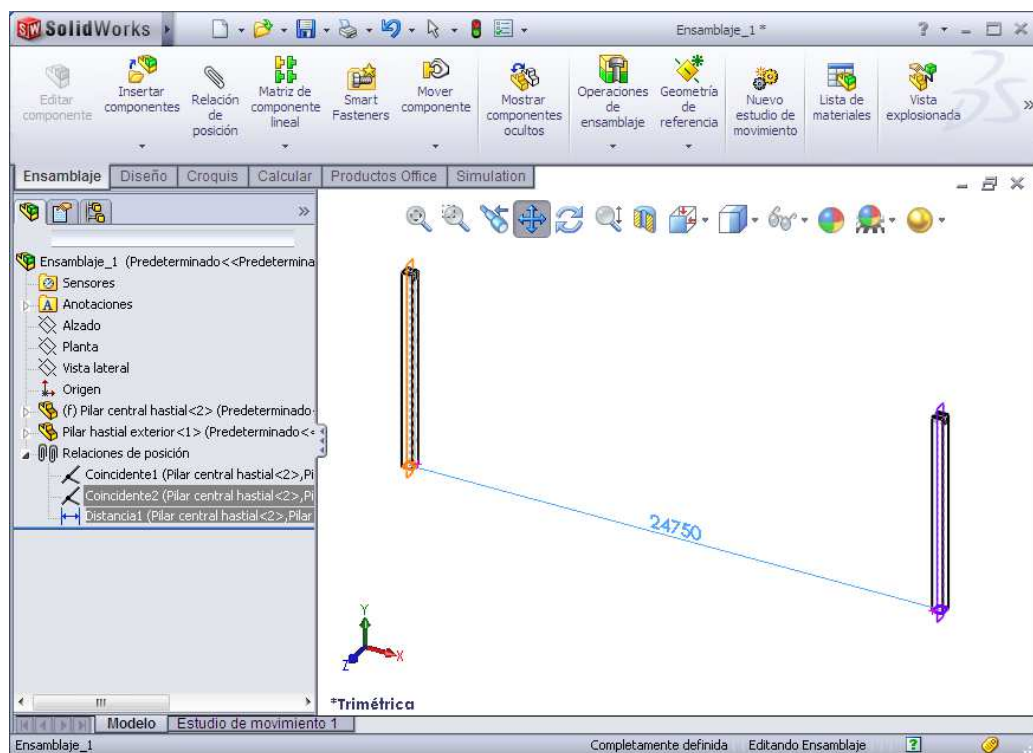 SolidWorks
Ensamblaje_1 *
Editar componente
Insertar componentes
Relación de posición
Matriz de componente lineal
Smart Fasteners
Mover componente
Mostrar componentes ocultos
Operaciones de ensamblaje
Geometría de referencia
Nuevo estudio de movimiento
Lista de materiales
Vista explosionada
Ensamblaje Diseño Croquis Calcular Productos Office Simulation
Ensamblaje_1 (Predeterminado<<Predetermina
Sensores
Anotaciones
Alzado
Planta
Vista lateral
Origen
(f) Pilar central hastial<2> (Predeterminado
Pilar hastial exterior<1> (Predeterminado<<
Relaciones de posición
Coincidente1 (Pilar central hastial<2>,Pi
Coincidente2 (Pilar central hastial<2>,Pi
Distancia1 (Pilar central hastial<2>,Pilar
24750
Y
X
Z
*Trimétrica
Modelo Estudio de movimiento 1
Ensamblaje_1 Completamente definida Editando Ensamblaje